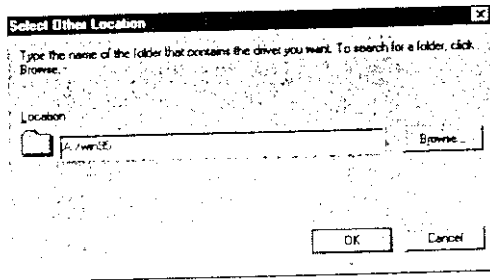 Select Other Location
Type the name of the folder that contains the driver you want. To search for a folder, click
Browse.
Location
A:/win95
Browse...
OK
Cancel